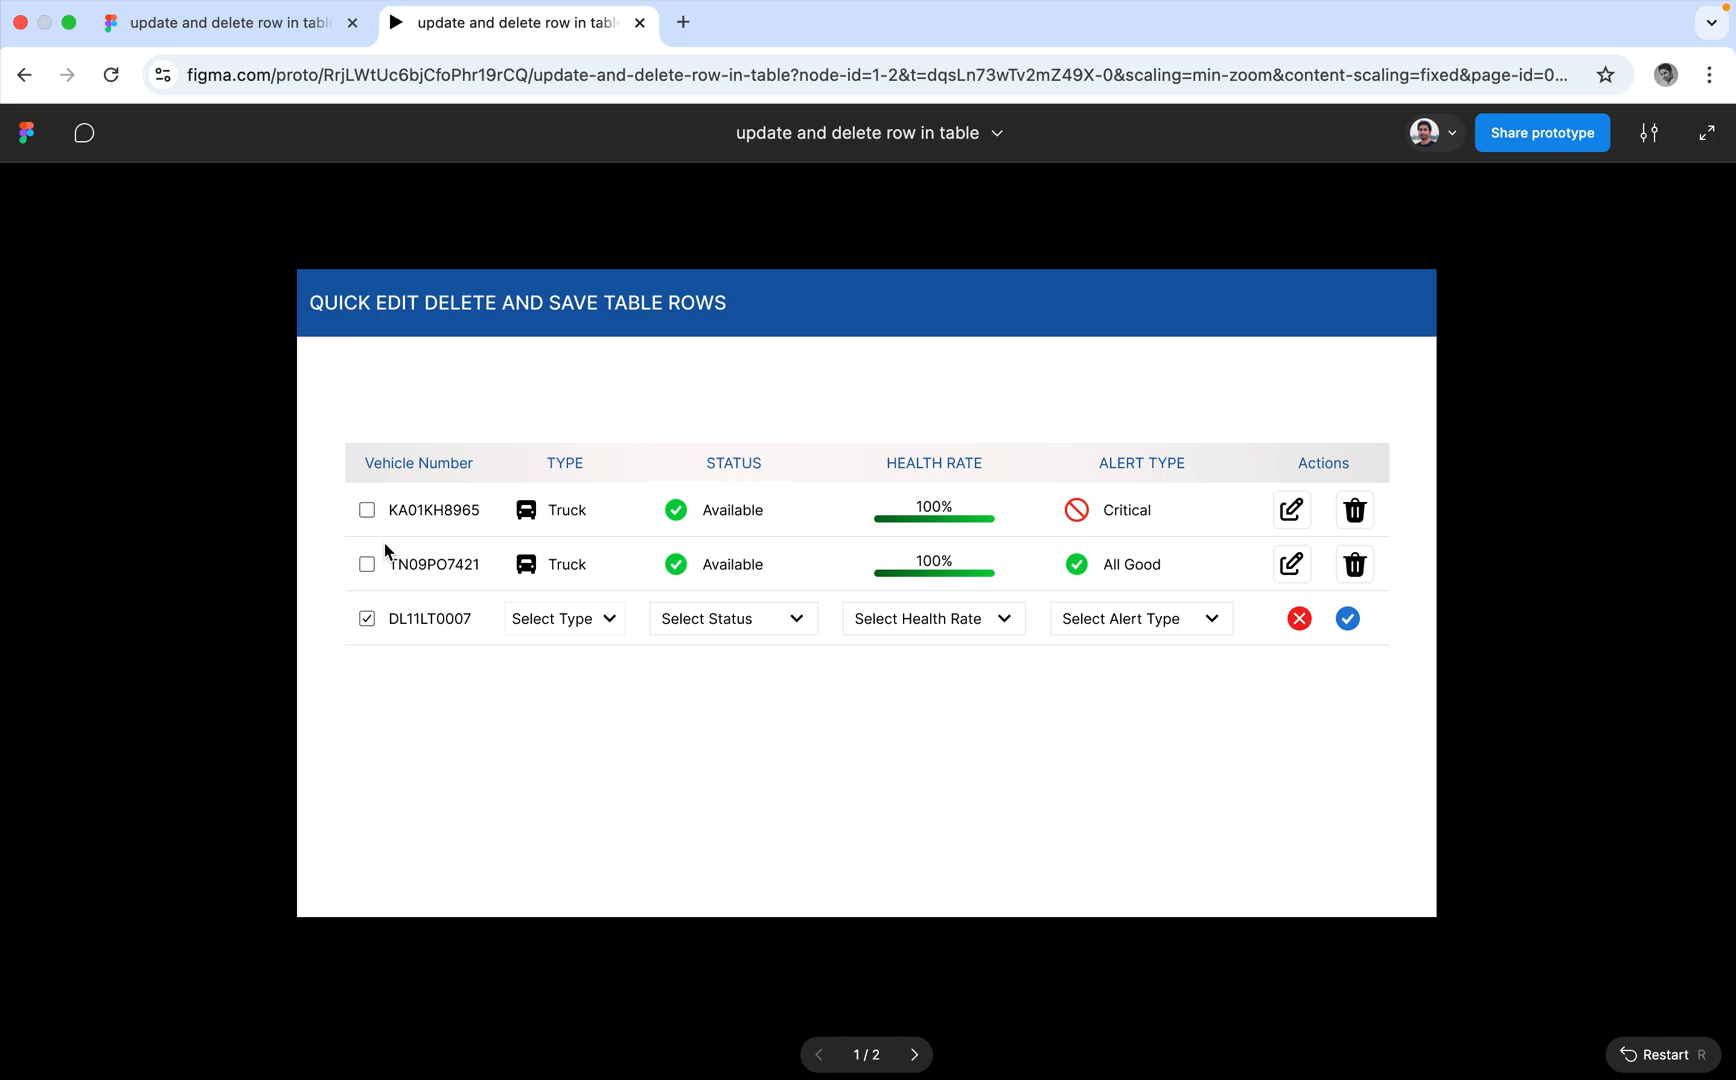 update and delete row in tabl
update and delete row in tabl
figma.com/proto/RrjLWtUc6bjCfoPhr19rCQ/update-and-delete-row-in-table?node-id=1-2&t=dqsLn73wTv2mZ49X-0&scaling=min-zoom&content-scaling=fixed&page-id=0...
update and delete row in table
Share prototype
QUICK EDIT DELETE AND SAVE TABLE ROWS
Vehicle Number TYPE STATUS HEALTH RATE ALERT TYPE Actions
KA01KH8965 Truck Available 100% Critical
TN09PO7421 Truck Available 100% All Good
DL11LT0007 Select Type Select Status Select Health Rate Select Alert Type
1 / 2
Restart R